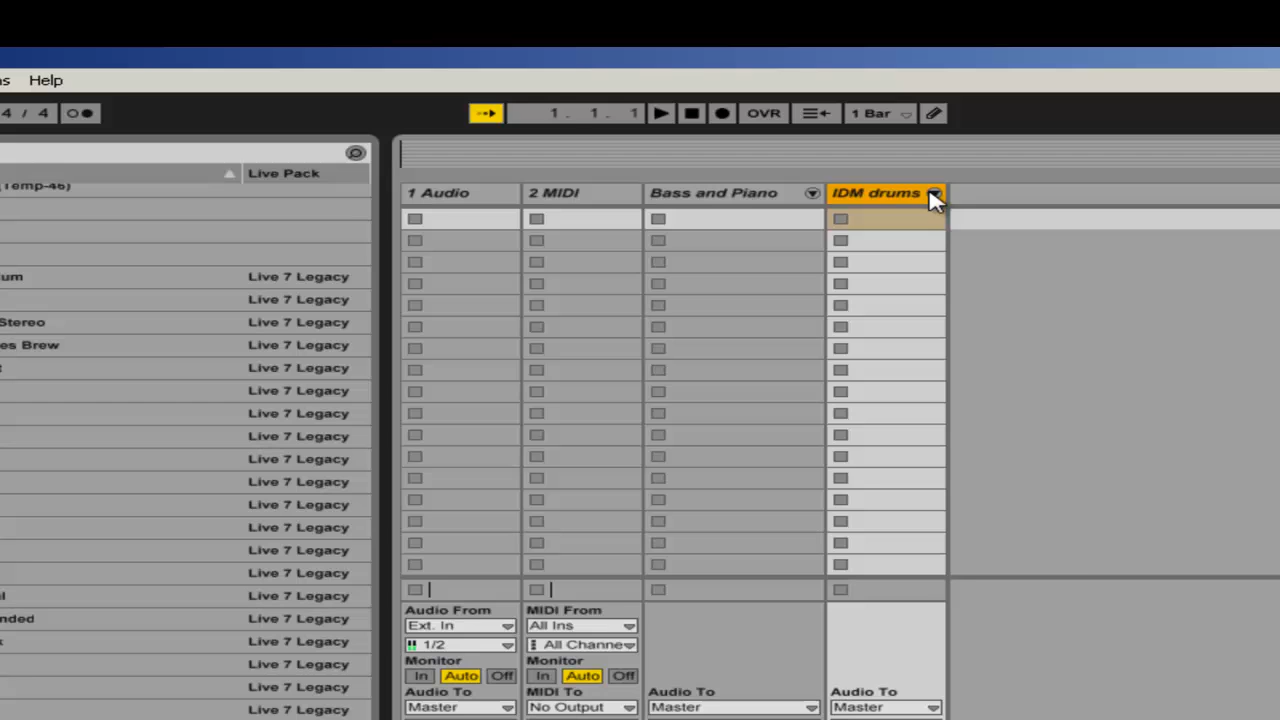 ns Help
4 / 4
1. 1. 1 OVR 1 Bar
Live Pack
(Temp-46)
1 Audio 2 MIDI Bass and Piano IDM drums
um Live 7 Legacy
Live 7 Legacy
Stereo Live 7 Legacy
es Brew Live 7 Legacy
t Live 7 Legacy
Live 7 Legacy
Live 7 Legacy
Live 7 Legacy
Live 7 Legacy
Live 7 Legacy
Live 7 Legacy
Live 7 Legacy
Live 7 Legacy
Live 7 Legacy
l Live 7 Legacy
nded Live 7 Legacy
k Live 7 Legacy
Live 7 Legacy
Live 7 Legacy
Live 7 Legacy
Audio From MIDI From
Ext. In All Ins
1/2 All Channe
Monitor Monitor
In Auto Off In Auto Off
Audio To MIDI To Audio To Audio To
Master No Output Master Master